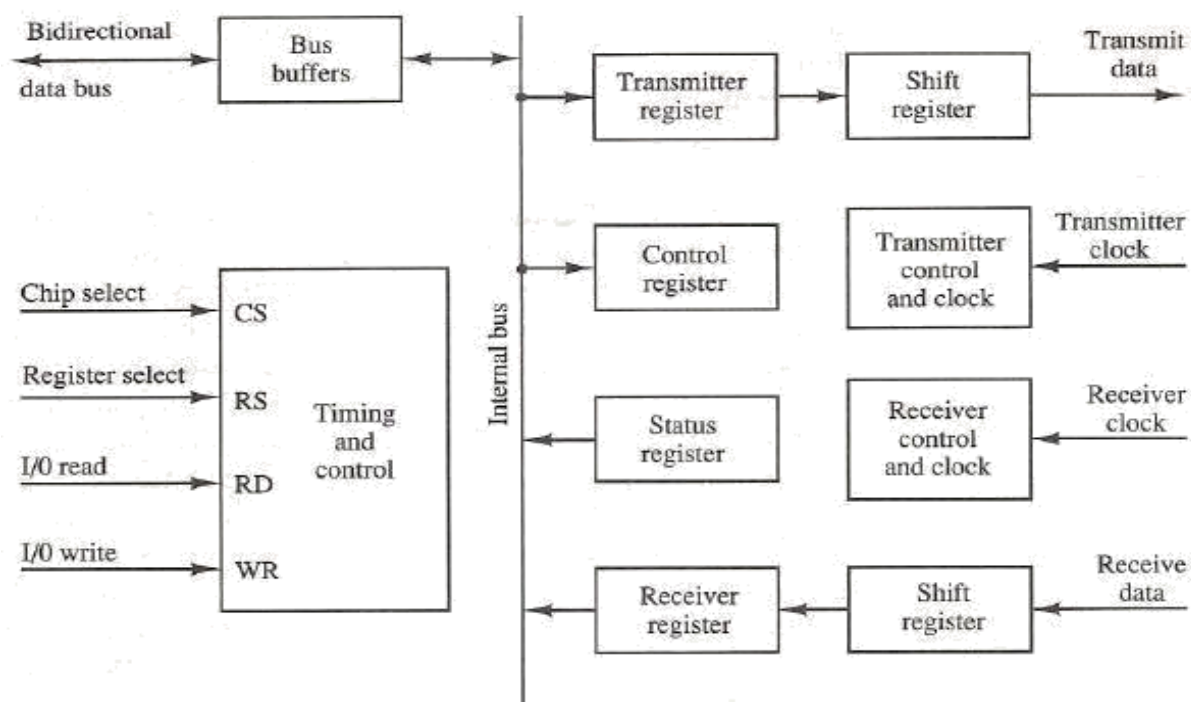 Bidirectional
data bus
Bus
buffers
Transmitter
register
Shift
register
Transmit
data
Control
register
Transmitter
control
and clock
Transmitter
clock
Chip select
Register select
I/0 read
I/0 write
CS
RS
RD
WR
Timing
and
control
Internal bus
Status
register
Receiver
control
and clock
Receiver
clock
Receiver
register
Shift
register
Receive
data